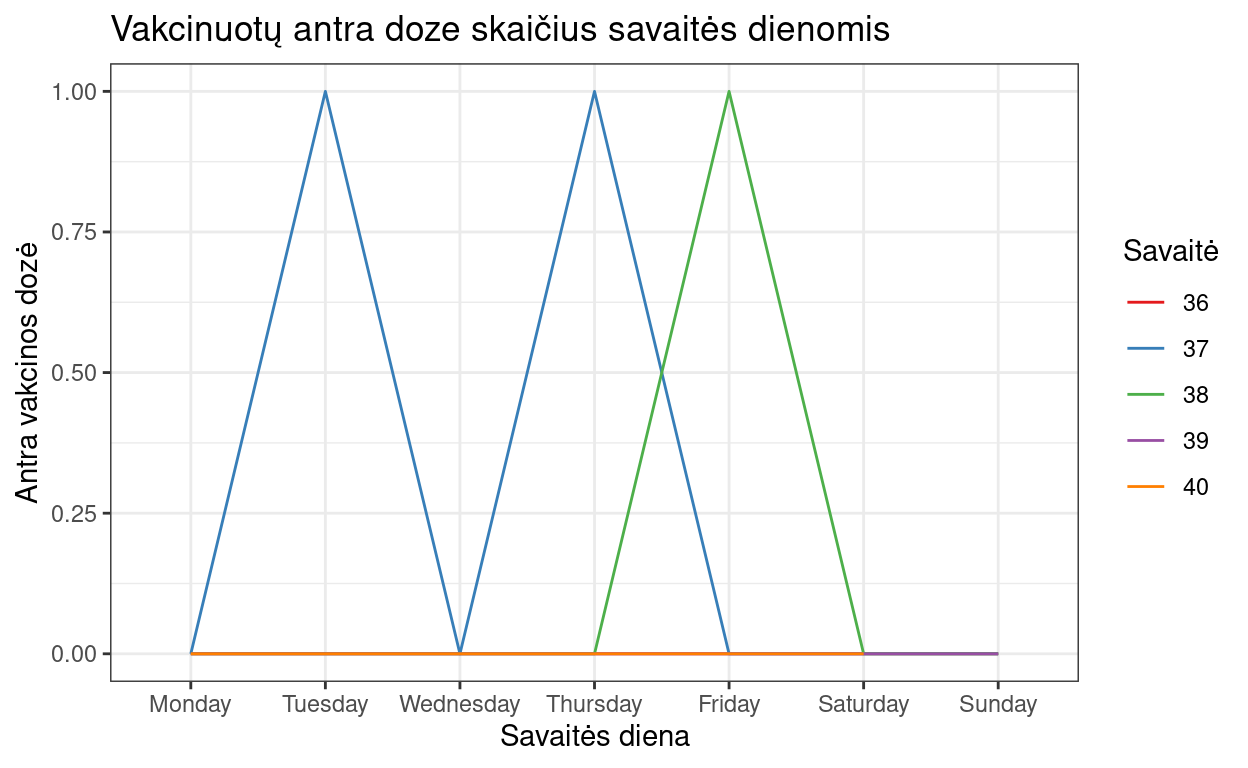 Vakcinuotų antra doze skaičius savaitės dienomis
Antra vakcinos dozė
1.00
0.75
0.50
0.25
0.00
Monday Tuesday Wednesday Thursday Friday Saturday Sunday
Savaitės diena
Savaitė
36
37
38
39
40